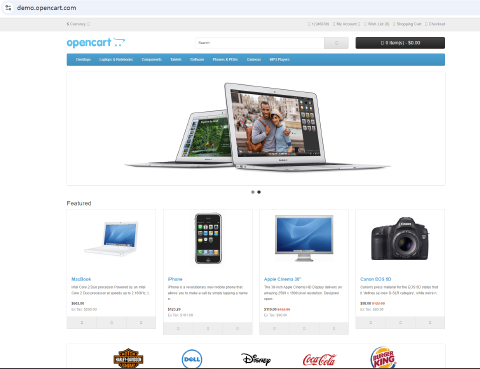 demo.opencart.com
$ Currency
My Account Wish List (0) Shopping Cart Checkout
opencart
Search
0 item(s) - $0.00
Desktops Laptops & Notebooks Components Tablets Software Phones & PDAs Cameras MP3 Players
Featured
MacBook
Intel Core 2 Duo processor Powered by an Intel
Core 2 Duo processor at speeds up to
$602.00
Ex Tax: $500.00
iPhone
iPhone is a revolutionary new mobile phone that
allows you to make a call by simply tapping a name
$123.20
Ex Tax: $101.00
Apple Cinema 30"
The 30-inch Apple Cinema HD Display delivers an
amazing 2560 x 1600 pixel resolution. Designed
$110.00 $122.00
Ex Tax: $90.00
Canon EOS 5D
Canon's press material for the EOS 5D states that
it 'defines (a) new D-SLR category', while we're n
$98.00 $122.00
Ex Tax: $80.00
HARLEY-DAVIDSON
DELL
Disney
Coca-Cola
BURGER
KING